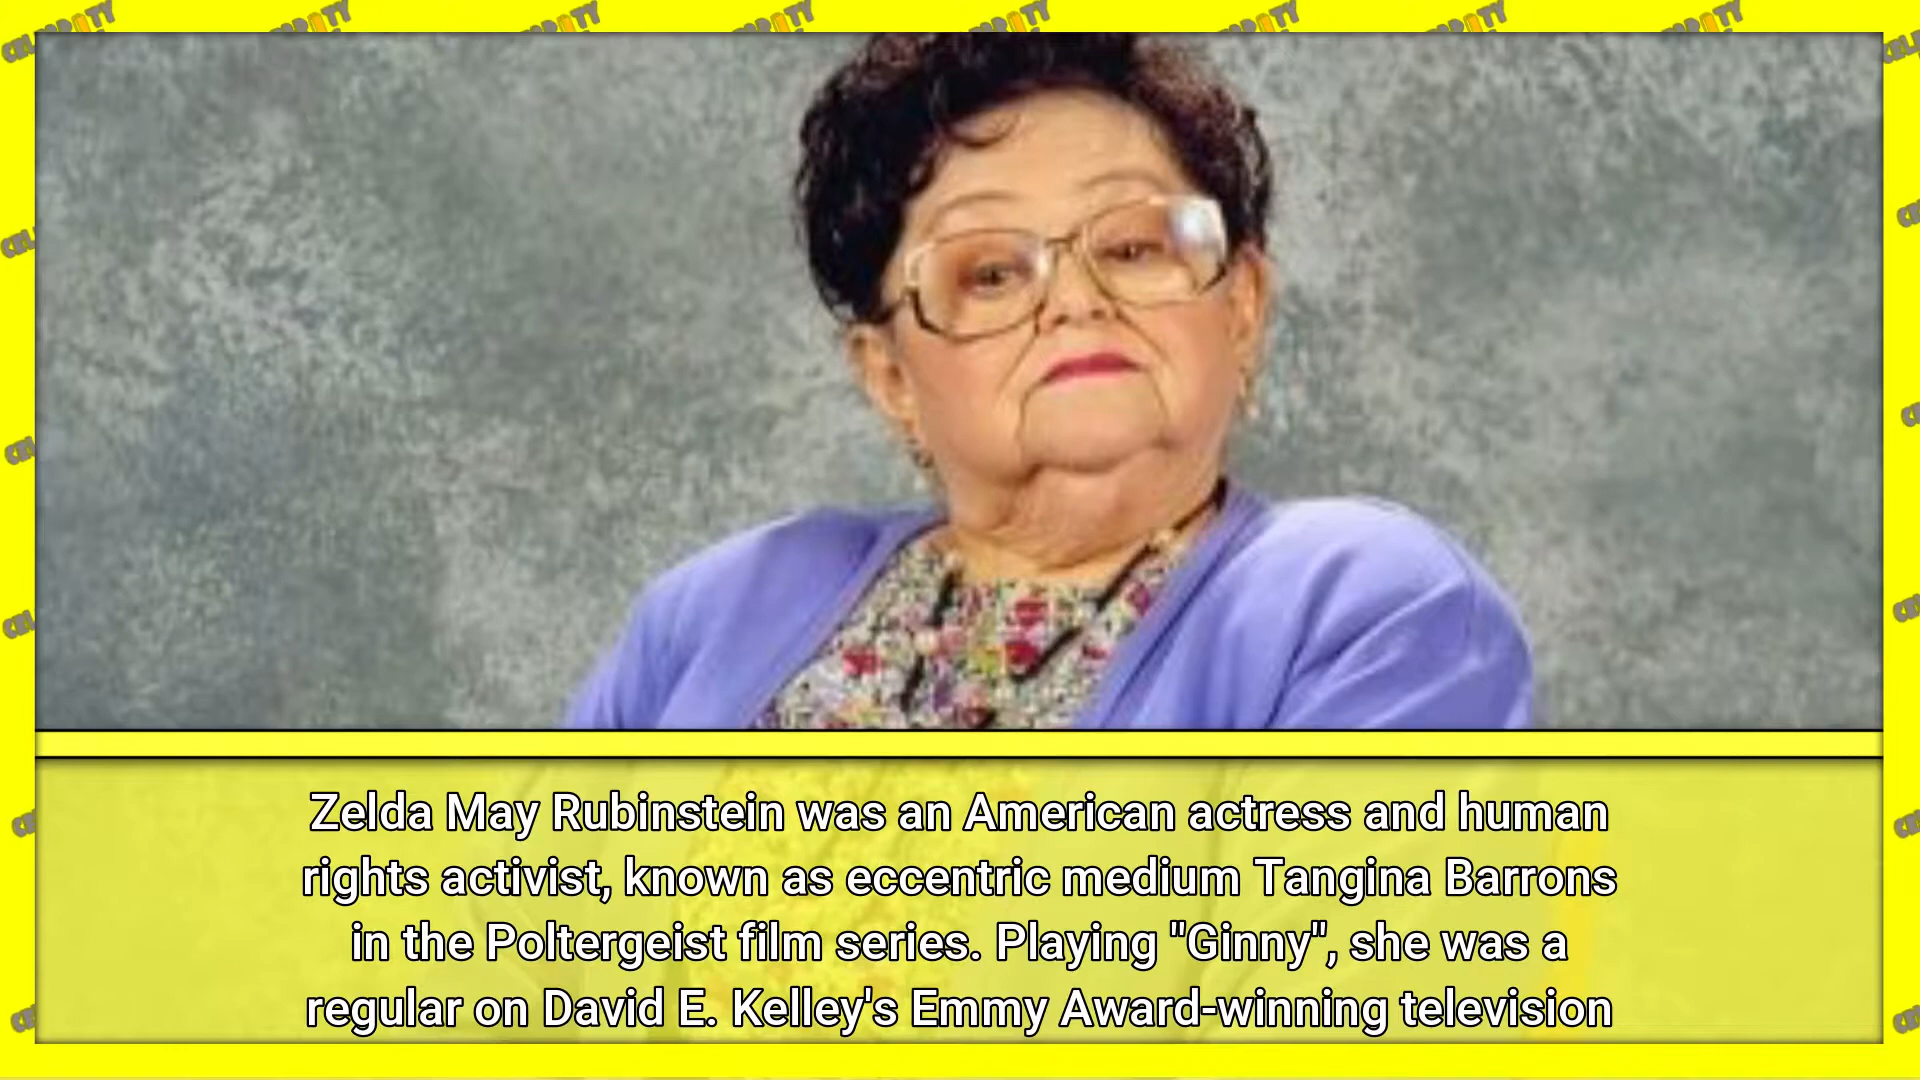 Zelda May Rubinstein was an American actress and human
rights activist, known as eccentric medium Tangina Barrons
in the Poltergeist film series. Playing "Ginny", she was a
regular on David E. Kelley's Emmy Award-winning television